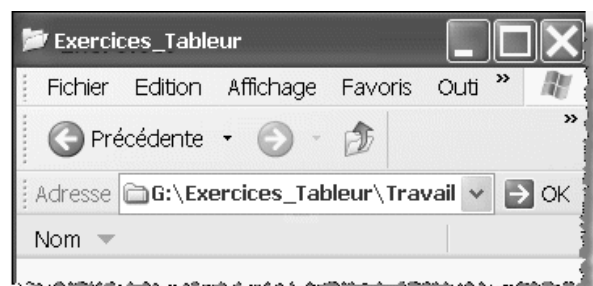 Exercices_Tableur
Fichier Edition Affichage Favoris Outi »
Précédente »
Adresse G:\Exercices_Tableur\Travail OK
Nom